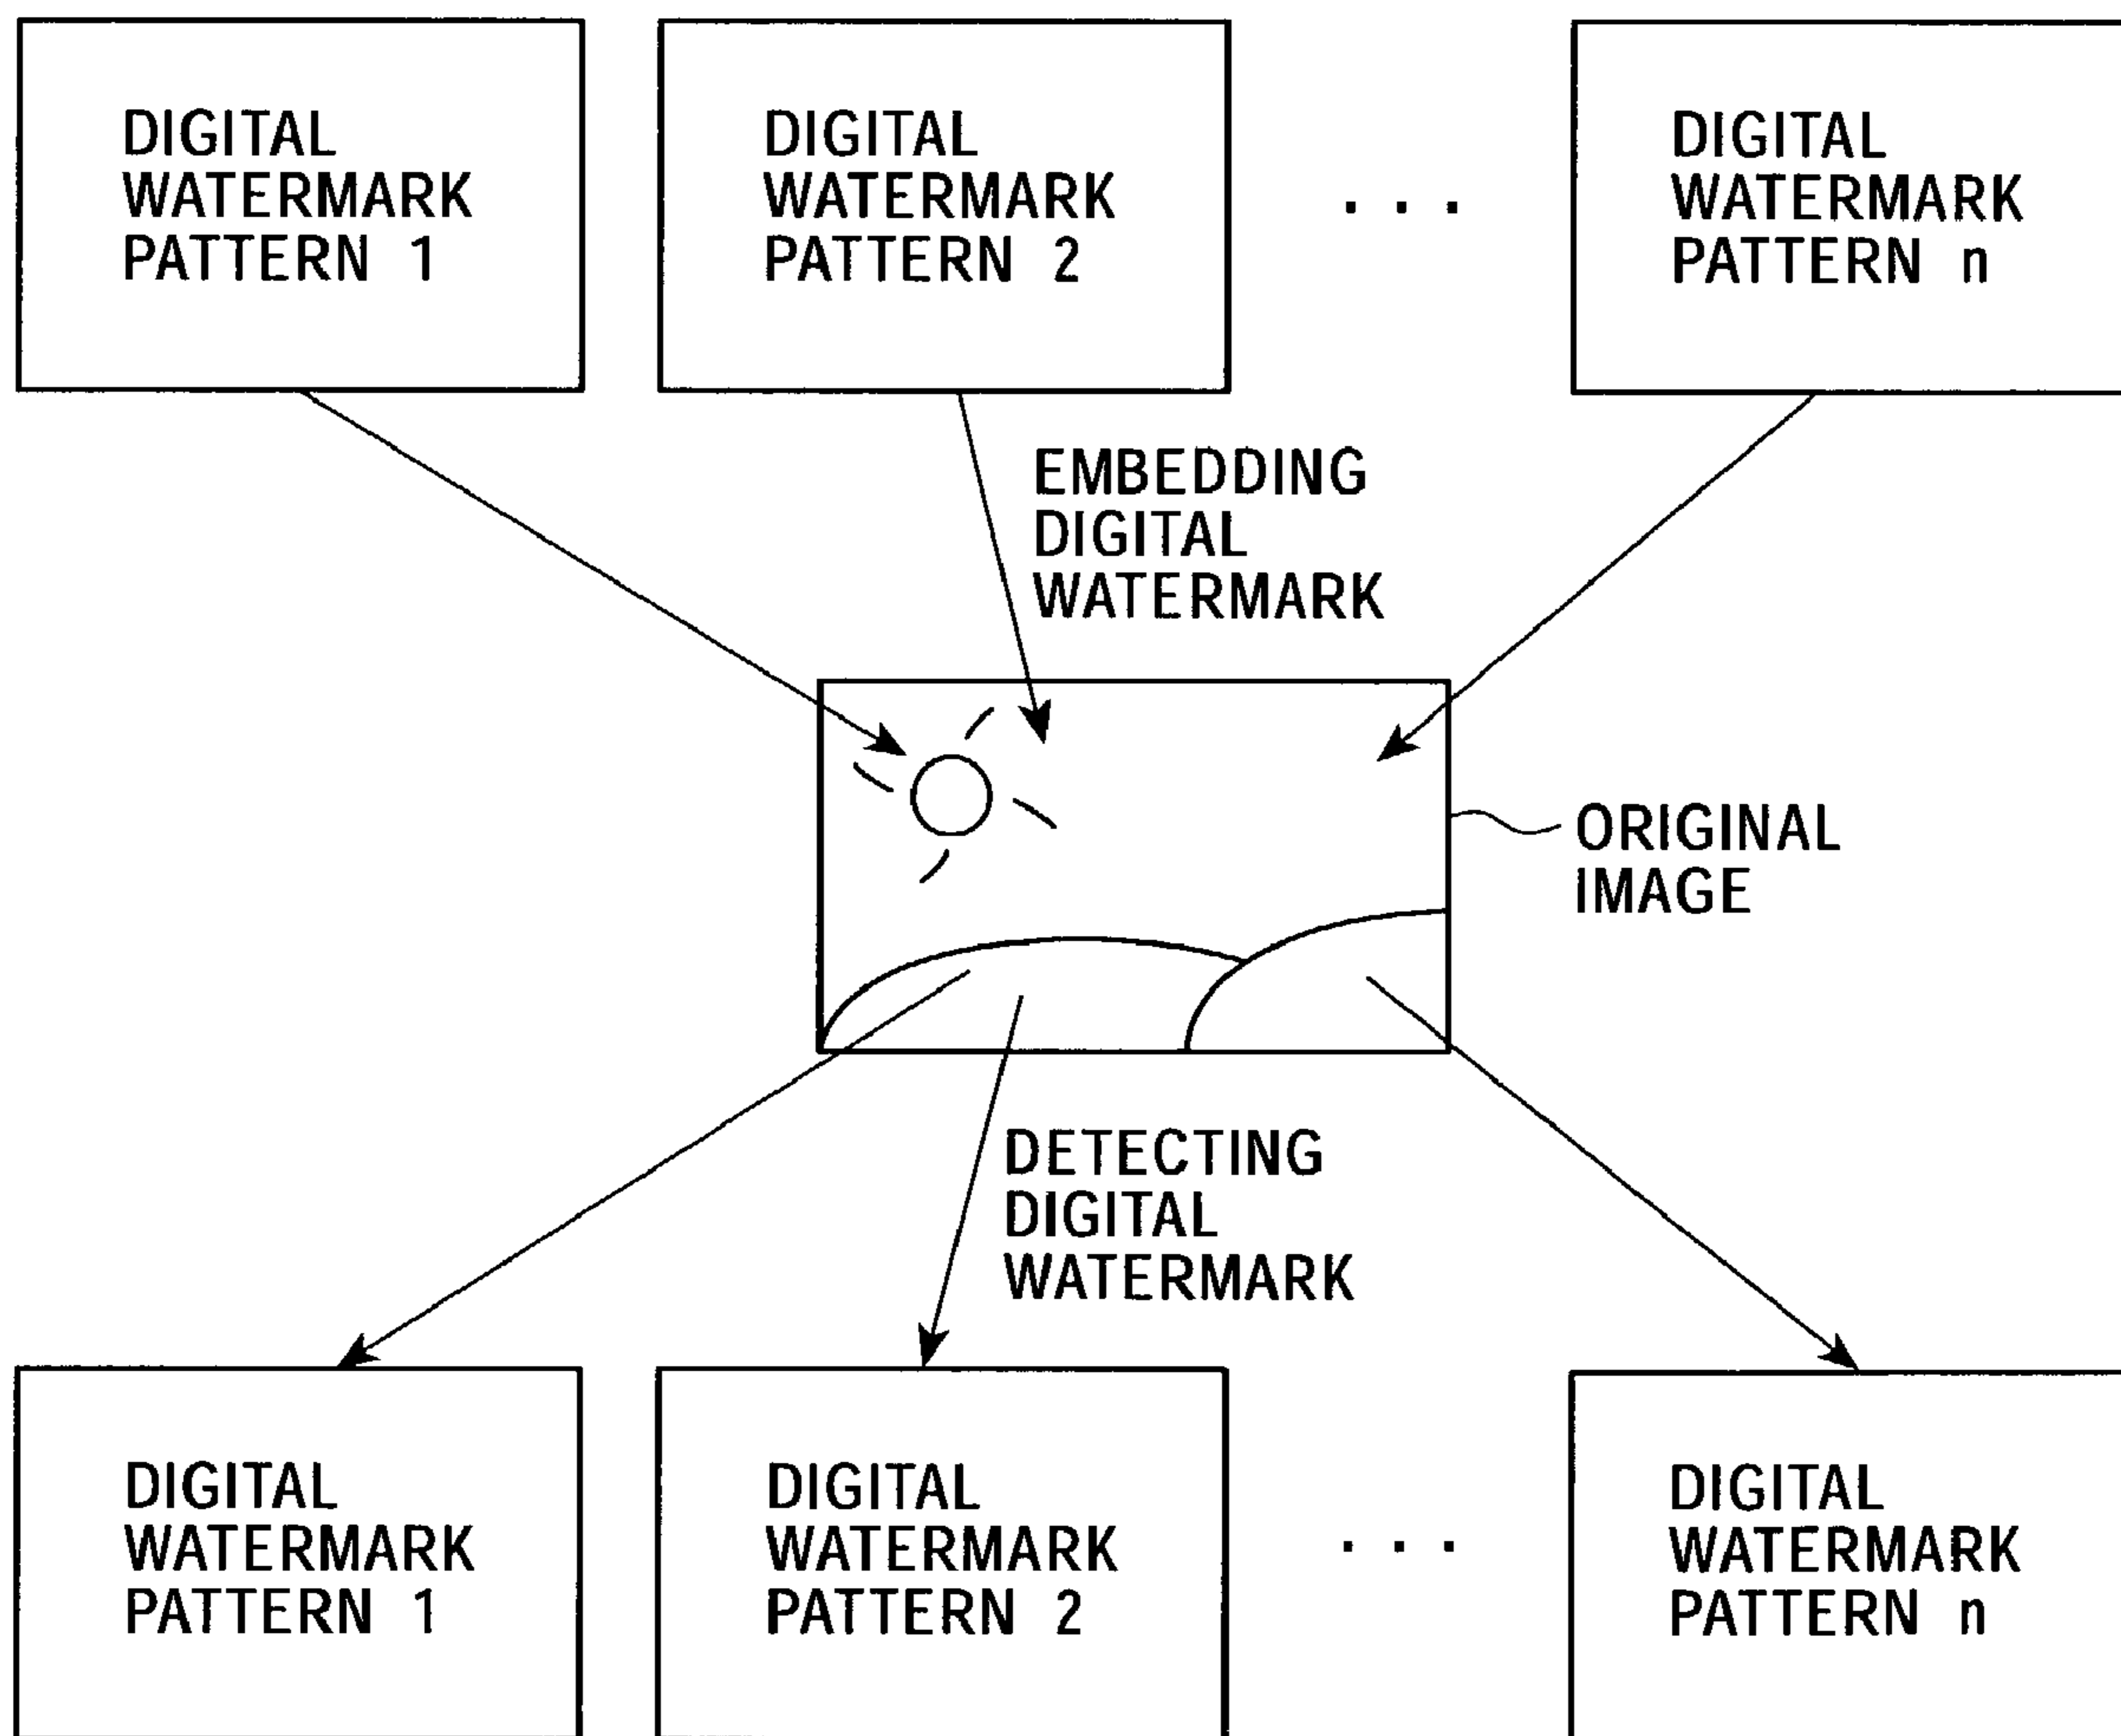 DIGITAL
WATERMARK
PATTERN 1
DIGITAL
WATERMARK
PATTERN 2
. . .
DIGITAL
WATERMARK
PATTERN n
EMBEDDING
DIGITAL
WATERMARK
ORIGINAL
IMAGE
DETECTING
DIGITAL
WATERMARK
DIGITAL
WATERMARK
PATTERN 1
DIGITAL
WATERMARK
PATTERN 2
. . .
DIGITAL
WATERMARK
PATTERN n